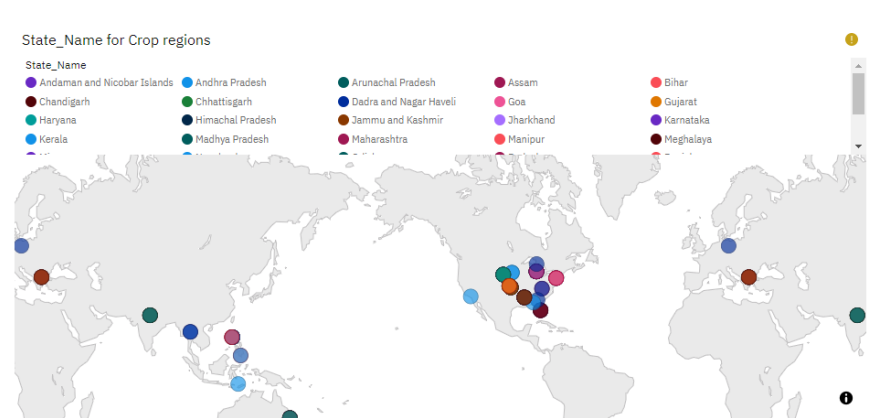 State_Name for Crop regions
State_Name
Andaman and Nicobar Islands Andhra Pradesh Arunachal Pradesh Assam Bihar
Chandigarh Chhattisgarh Dadra and Nagar Haveli Goa Gujarat
Haryana Himachal Pradesh Jammu and Kashmir Jharkhand Karnataka
Kerala Madhya Pradesh Maharashtra Manipur Meghalaya